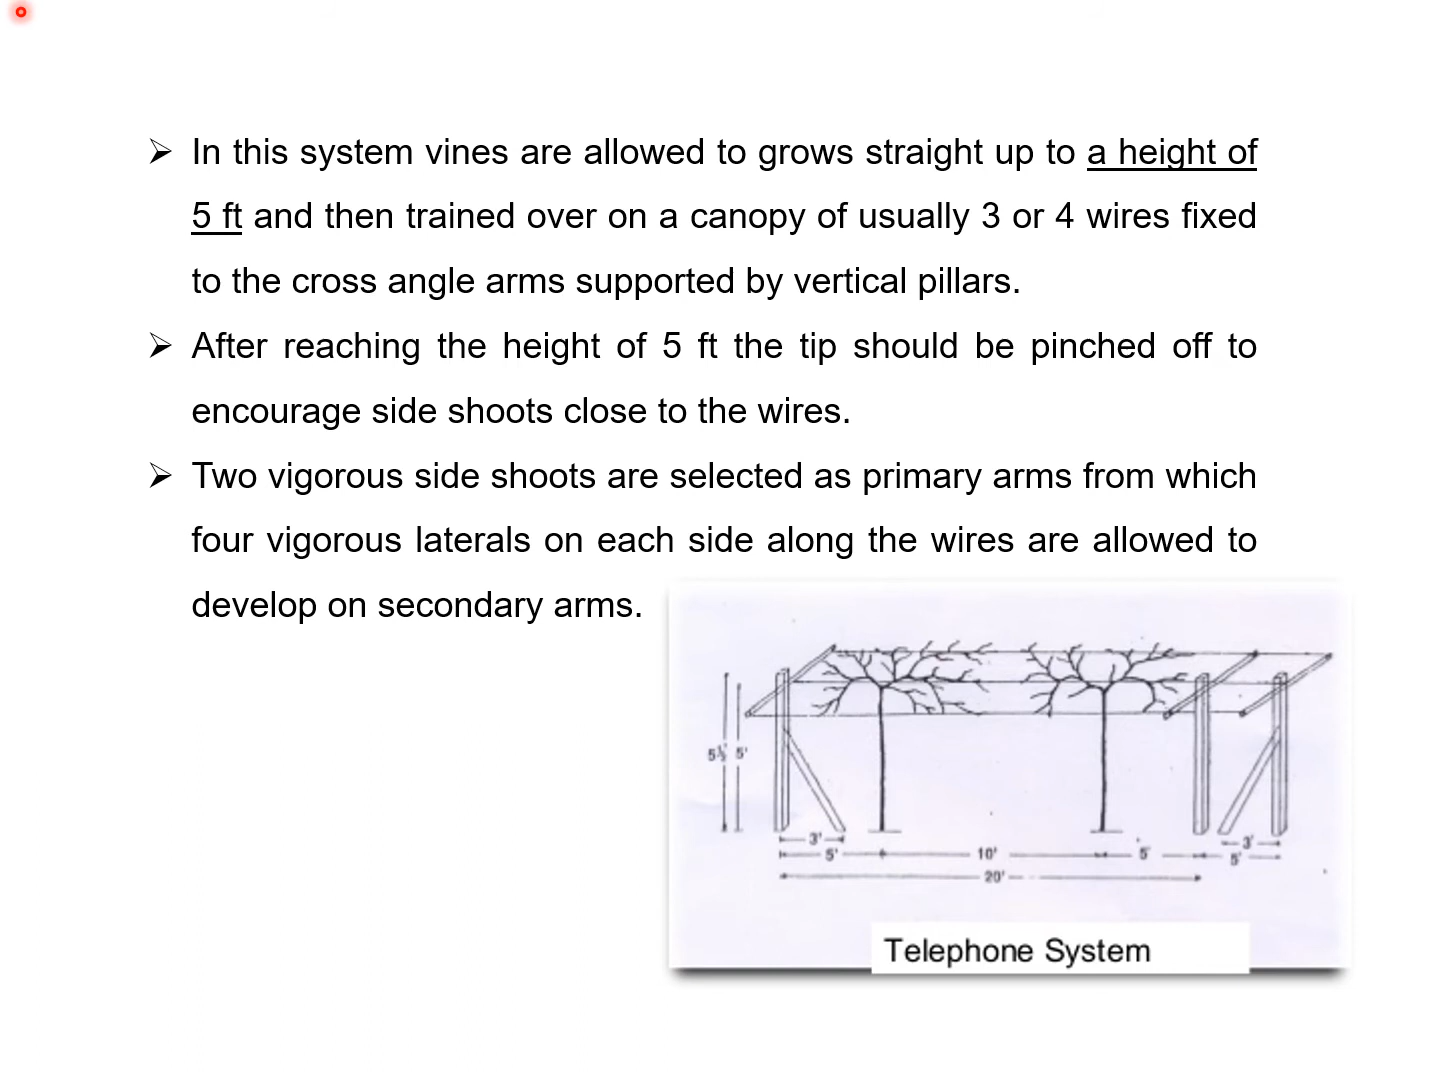 In this system vines are allowed to grows straight up to a height of
5 ft and then trained over on a canopy of usually 3 or 4 wires fixed
to the cross angle arms supported by vertical pillars.
After reaching the height of 5 ft the tip should be pinched off to
encourage side shoots close to the wires.
Two vigorous side shoots are selected as primary arms from which
four vigorous laterals on each side along the wires are allowed to
develop on secondary arms.
5½' 5'
3' 3'
5' 10' 5' 5'
20'
Telephone System